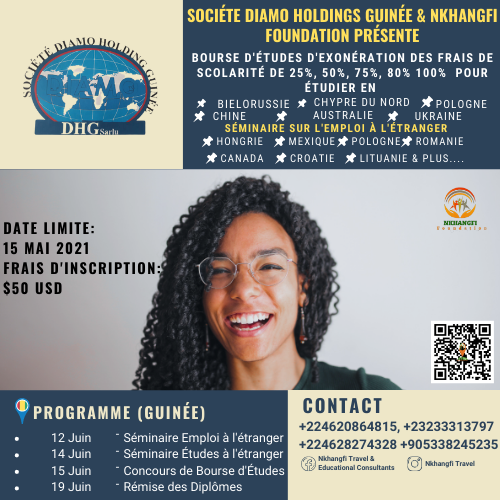 SOCIÉTÉ DIAMO HOLDING GUINÉE
DIAMO
DHG Sarlu
SOCIÉTE DIAMO HOLDINGS GUINÉE & NKHANGFI
FOUNDATION PRÉSENTE
BOURSE D'ÉTUDES D'EXONÉRATION DES FRAIS DE
SCOLARITÉ DE 25%, 50%, 75%, 80% 100% POUR
ÉTUDIER EN
BIELORUSSIE CHYPRE DU NORD POLOGNE
CHINE AUSTRALIE UKRAINE
SÉMINAIRE SUR L'EMPLOI À L'ÉTRANGER
HONGRIE MEXIQUE POLOGNE ROMANIE
CANADA CROATIE LITUANIE & PLUS....
NKHANGFI
Foundation
DATE LIMITE:
15 MAI 2021
FRAIS D'INSCRIPTION:
$50 USD
PROGRAMME (GUINÉE)
• 12 Juin - Séminaire Emploi à l'étranger
• 14 Juin - Séminaire Études à l'étranger
• 15 Juin - Concours de Bourse d'Études
• 19 Juin - Rémise des Diplômes
CONTACT
+224620864815, +23233313797
+224628274328 +905338245235
Nkhangfi Travel &
Educational Consultants
Nkhangfi Travel